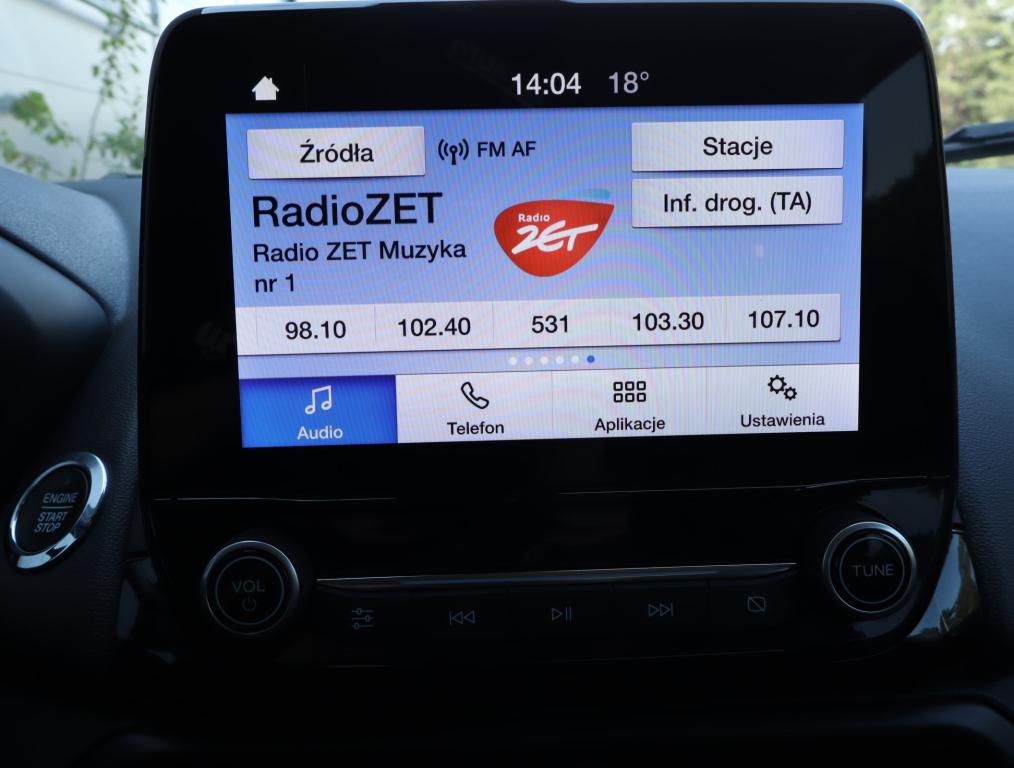 14:04 18°
Źródła
FM AF
Stacje
Inf. drog. (TA)
RadioZET
Radio ZET Muzyka
nr 1
Radio
ZET
98.10 102.40 531 103.30 107.10
Audio Telefon Aplikacje Ustawienia
ENGINE
START
STOP
VOL
TUNE